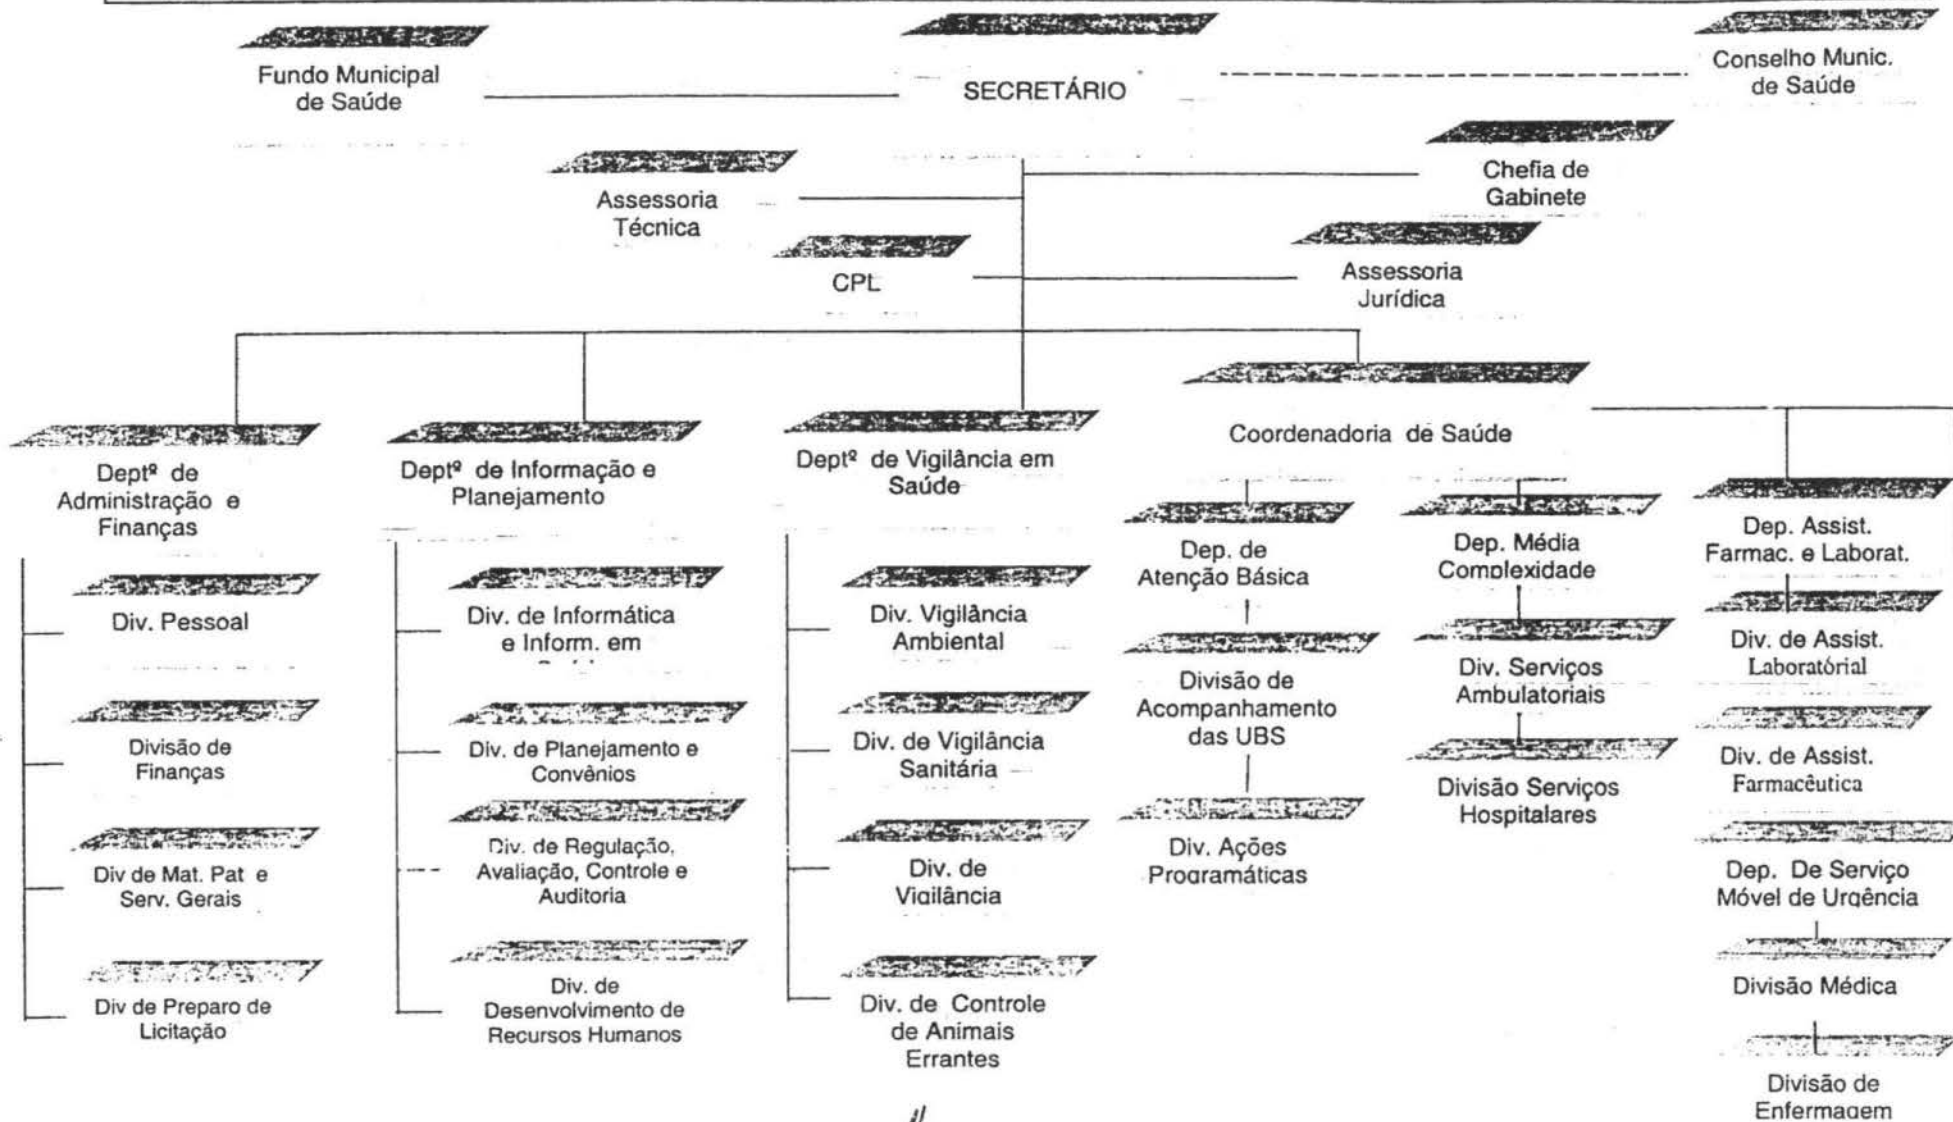 Fundo Municipal
de Saúde
SECRETÁRIO
Conselho Munic.
de Saúde
Assessoria
Técnica
Chefia de
Gabinete
CPL
Assessoria
Jurídica
Deptº de
Administração e
Finanças
Deptº de Informação e
Planejamento
Deptº de Vigilância em
Saúde
Coordenadoria de Saúde
Div. Pessoal
Divisão de
Finanças
Div de Mat. Pat e
Serv. Gerais
Div de Preparo de
Licitação
Div. de Informática
e Inform. em
Div. de Planejamento e
Convênios
Div. de Regulação,
Avaliação, Controle e
Auditoria
Div. de
Desenvolvimento de
Recursos Humanos
Div. Vigilância
Ambiental
Div. de Vigilância
Sanitária
Div. de
Vigilância
Div. de Controle
de Animais
Errantes
Dep. de
Atenção Básica
Divisão de
Acompanhamento
das UBS
Div. Ações
Programáticas
Dep. Média
Complexidade
Div. Serviços
Ambulatoriais
Divisão Serviços
Hospitalares
Dep. Assist.
Farmac. e Laborat.
Div. de Assist.
Laboratórial
Div. de Assist.
Farmacêutica
Dep. De Serviço
Móvel de Urgência
Divisão Médica
Divisão de
Enfermagem